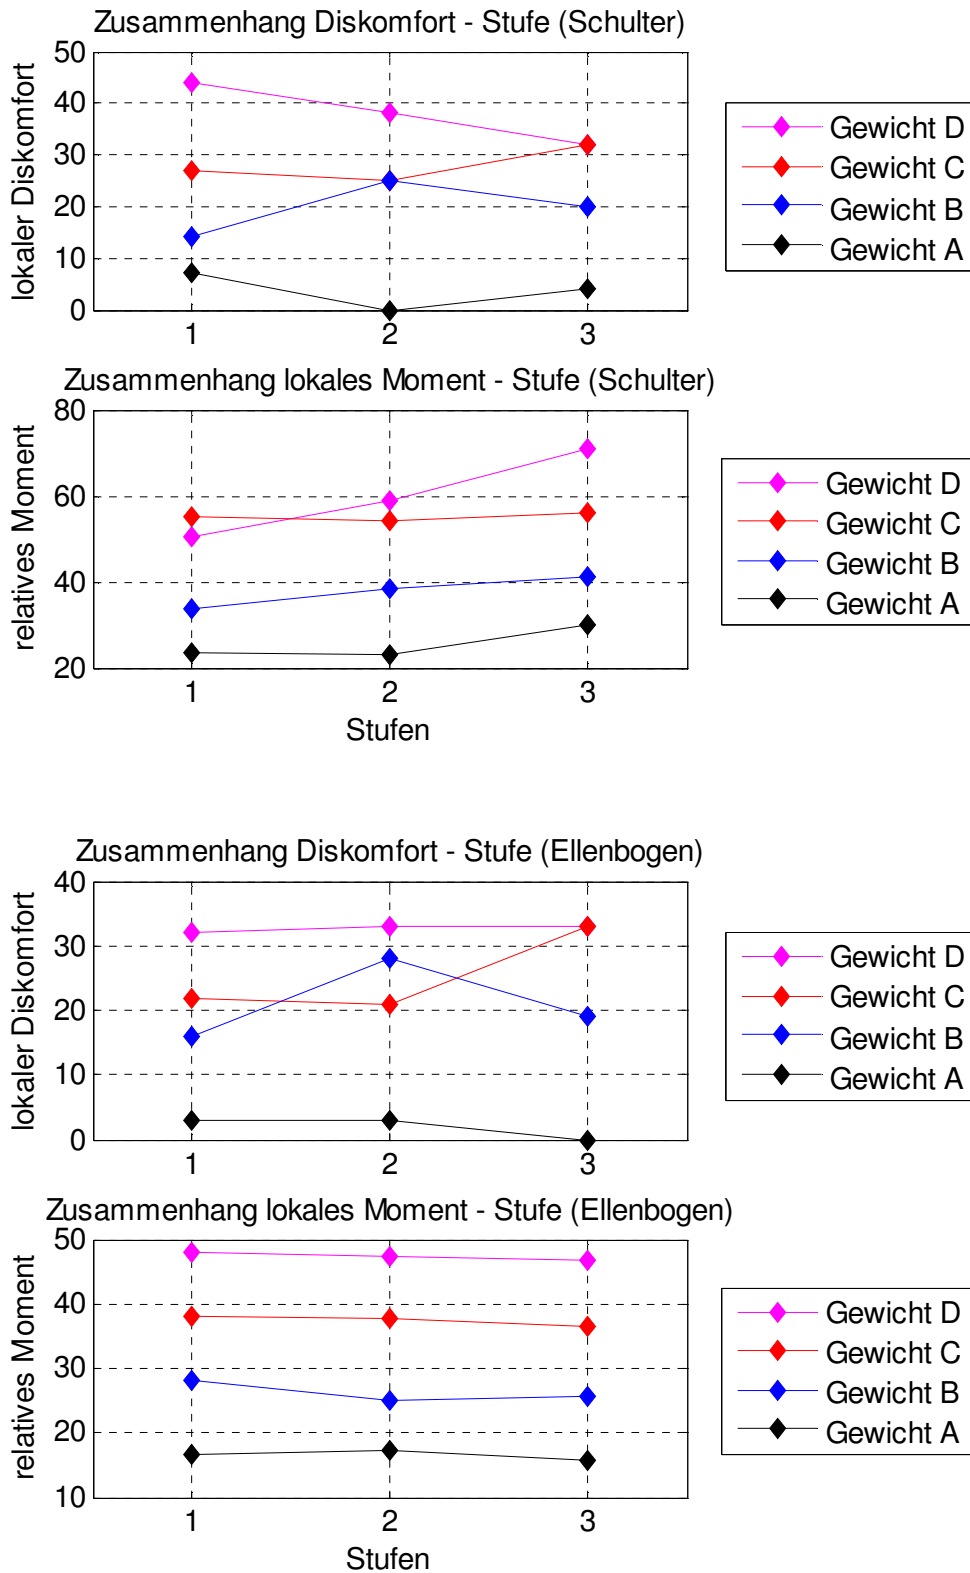 Zusammenhang Diskomfort - Stufe (Schulter)
lokaler Diskomfort
50
40
30
20
10
0
1 2 3
Gewicht D
Gewicht C
Gewicht B
Gewicht A
Zusammenhang lokales Moment - Stufe (Schulter)
relatives Moment
80
60
40
20
1 2 3
Stufen
Gewicht D
Gewicht C
Gewicht B
Gewicht A
Zusammenhang Diskomfort - Stufe (Ellenbogen)
lokaler Diskomfort
40
30
20
10
0
1 2 3
Gewicht D
Gewicht C
Gewicht B
Gewicht A
Zusammenhang lokales Moment - Stufe (Ellenbogen)
relatives Moment
50
40
30
20
10
1 2 3
Stufen
Gewicht D
Gewicht C
Gewicht B
Gewicht A